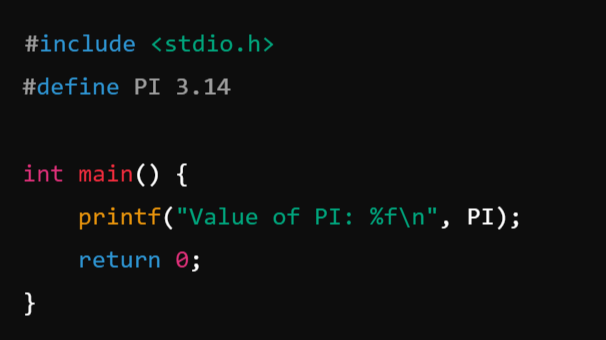 #include <stdio.h>
#define PI 3.14

int main() {
    printf("Value of PI: %f\n", PI);
    return 0;
}